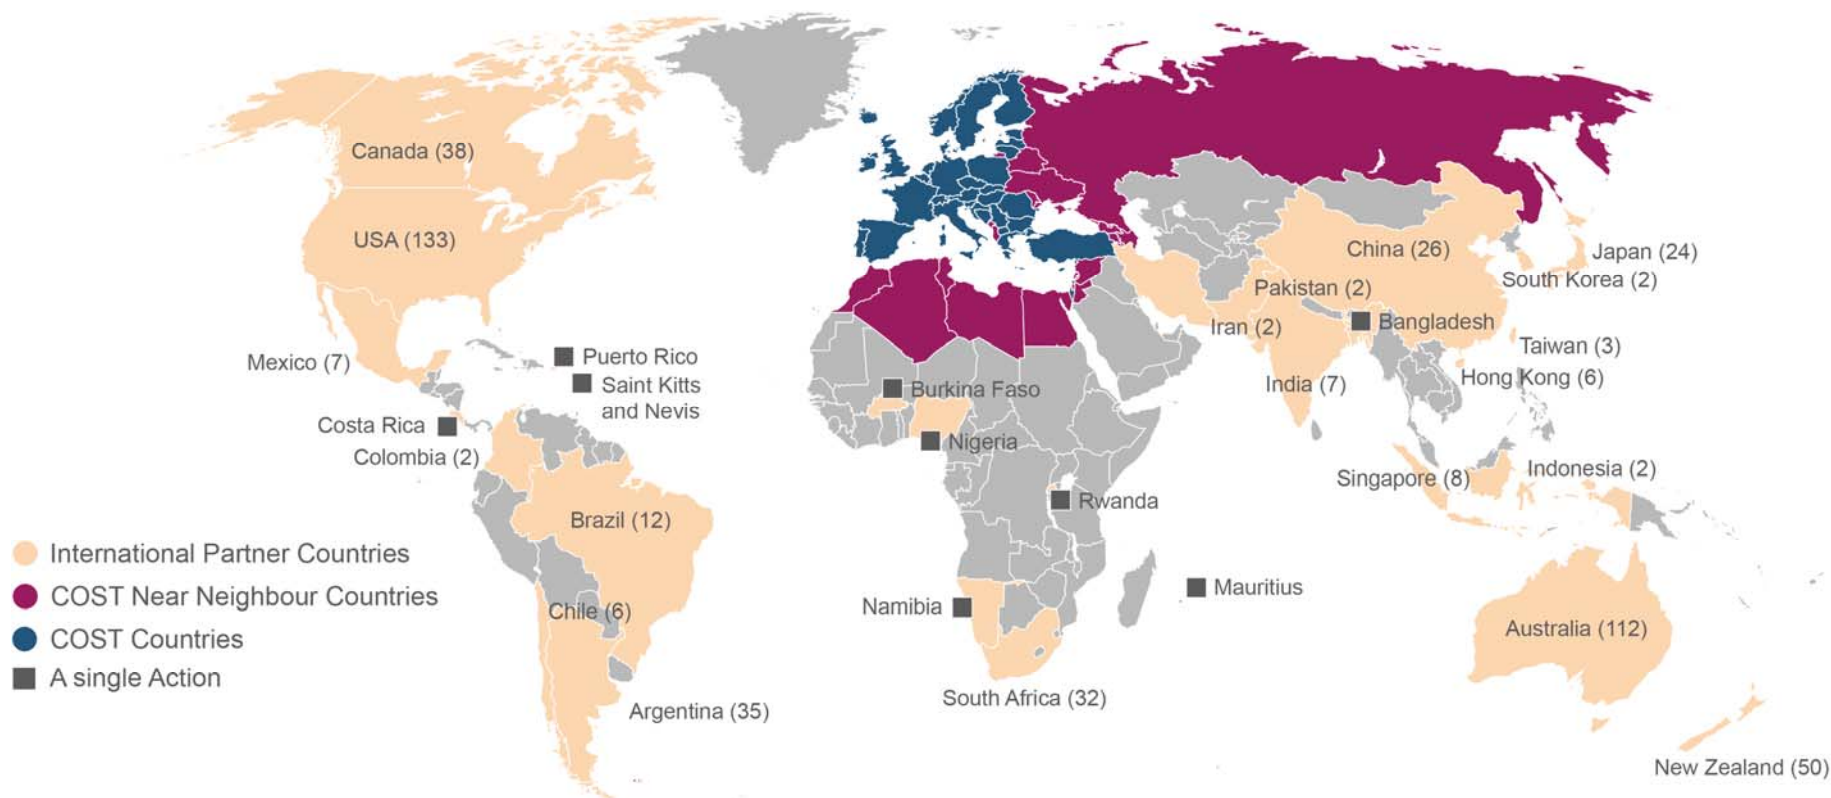 Canada (38)
USA (133)
Mexico (7)
Puerto Rico
Saint Kitts
and Nevis
Costa Rica
Colombia (2)
Brazil (12)
Chile (6)
Argentina (35)
Burkina Faso
Nigeria
Rwanda
Namibia
Mauritius
South Africa (32)
China (26)
Japan (24)
South Korea (2)
Pakistan (2)
Iran (2)
Bangladesh
Taiwan (3)
India (7)
Hong Kong (6)
Singapore (8)
Indonesia (2)
Australia (112)
New Zealand (50)
International Partner Countries
COST Near Neighbour Countries
COST Countries
A single Action